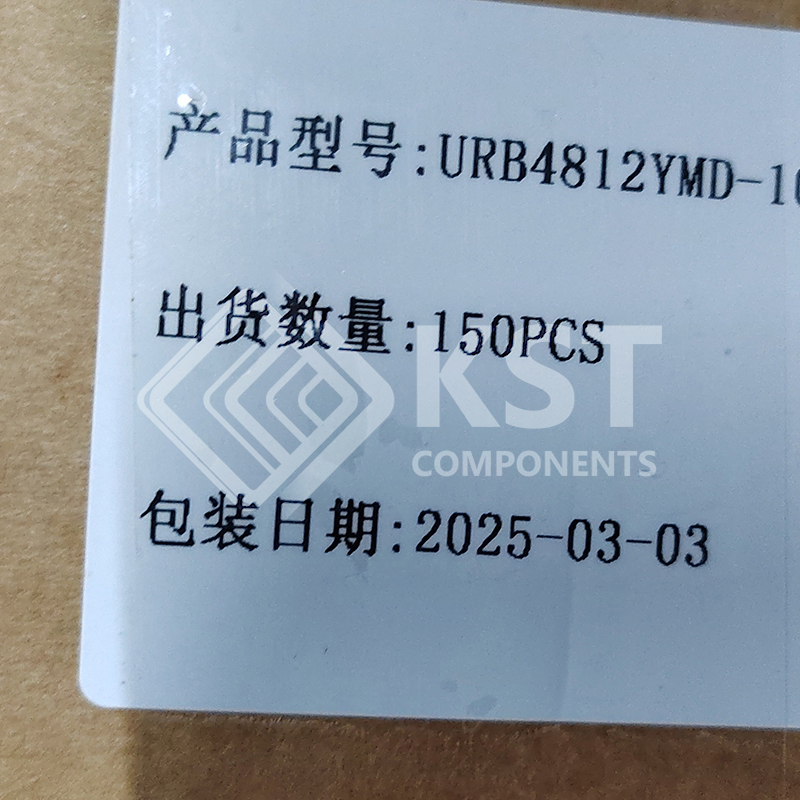 产品型号:URB4812YMD-10
出货数量:150PCS
KST
COMPONENTS
包装日期:2025-03-03